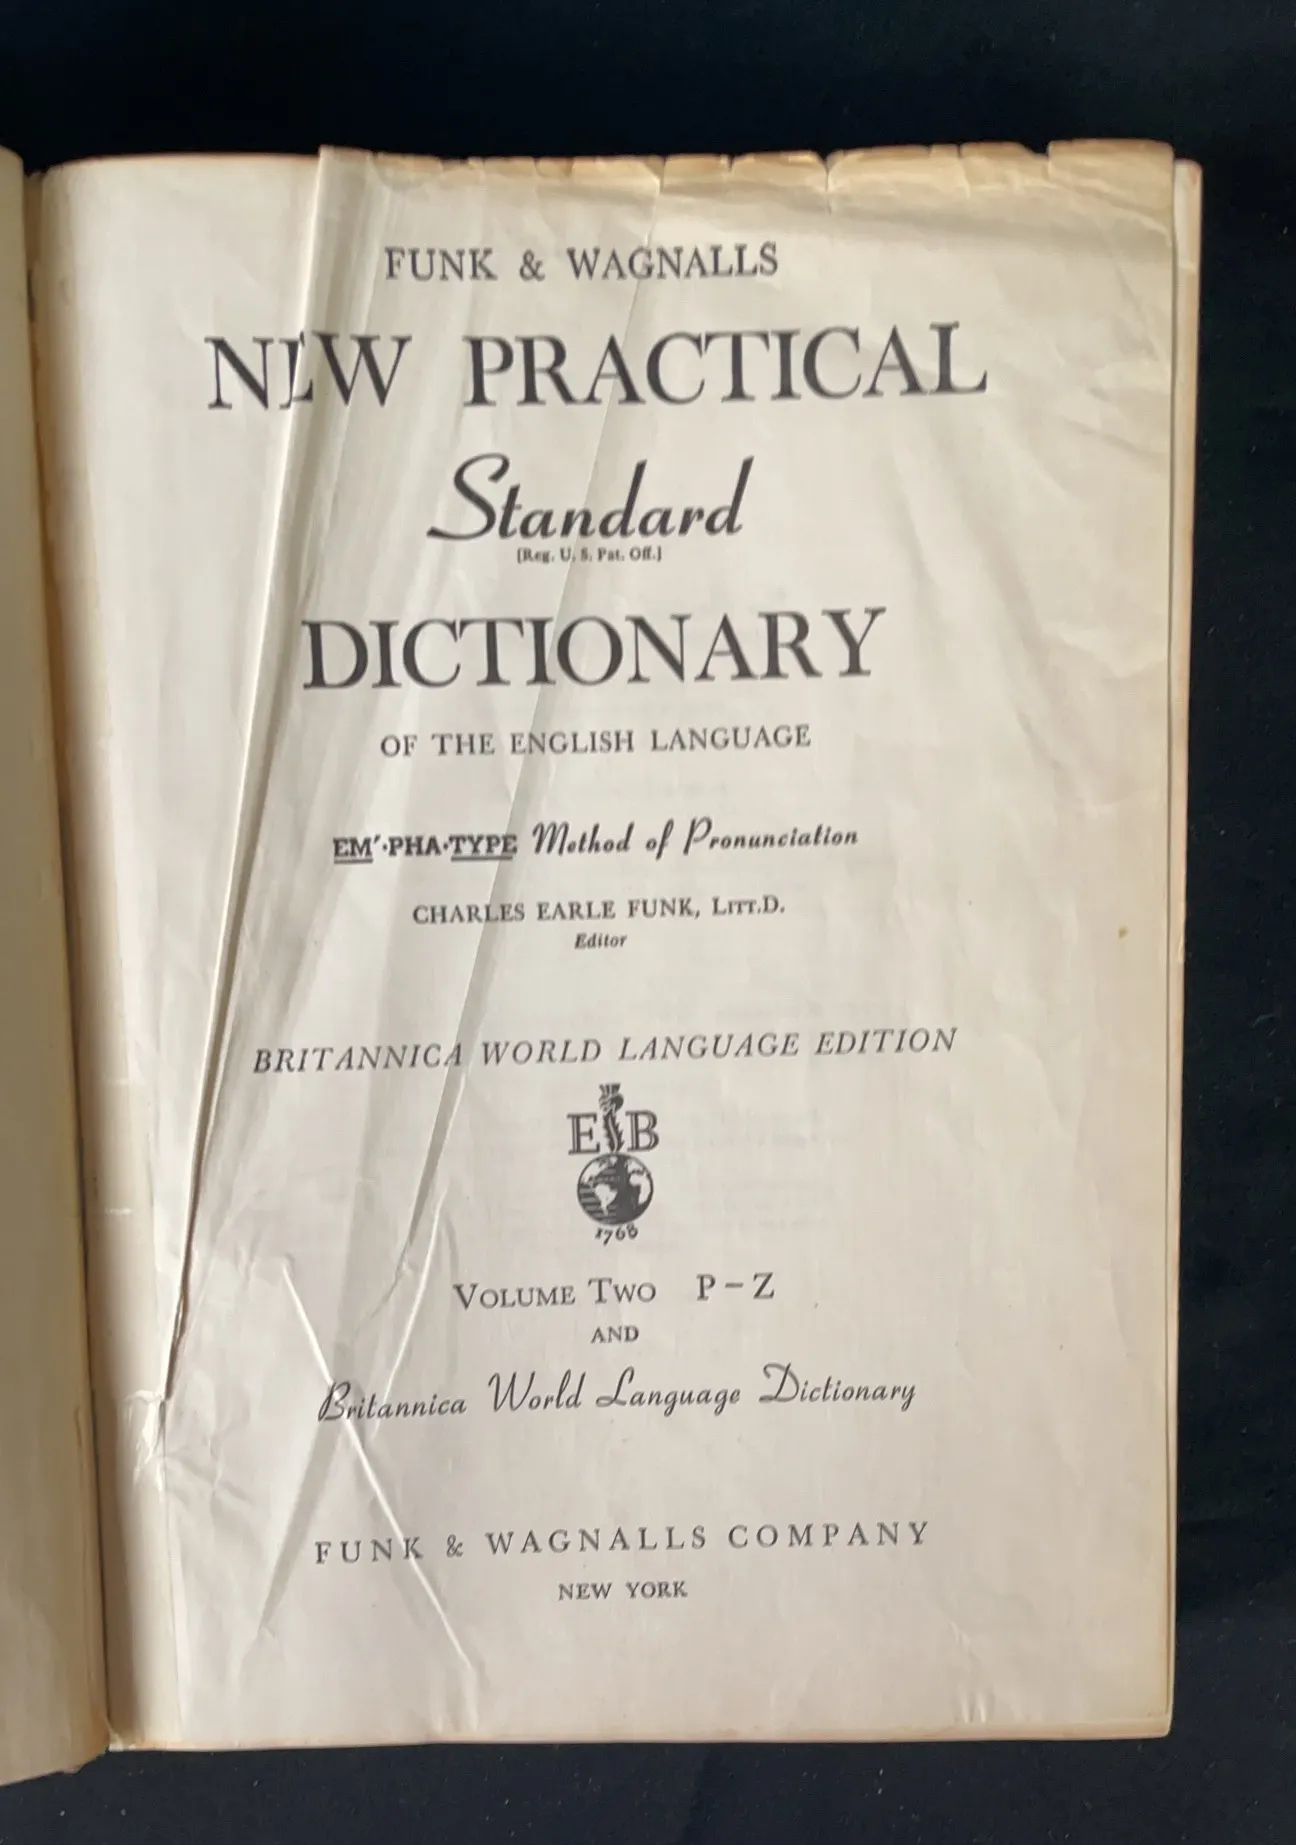 FUNK & WAGNALLS
NEW PRACTICAL
Standard
[Reg. U. S. Pat. Off.]
DICTIONARY
OF THE ENGLISH LANGUAGE
EM′·PHA·TYPE Method of Pronunciation
CHARLES EARLE FUNK, Litt.D.
Editor
BRITANNICA WORLD LANGUAGE EDITION
EB
1768
Volume Two P–Z
AND
Britannica World Language Dictionary
FUNK & WAGNALLS COMPANY
NEW YORK